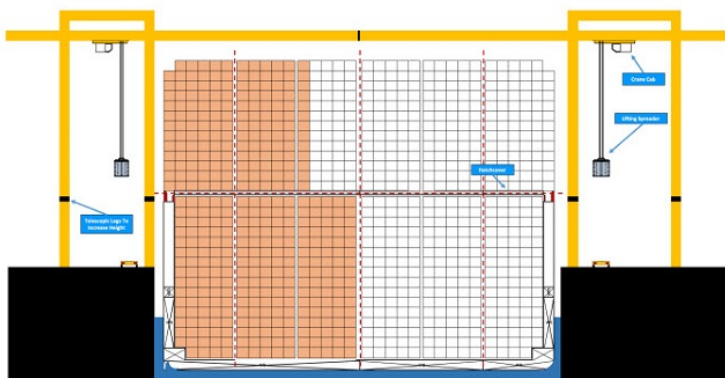 Crane Cab
Lifting Spreader
Hatchcover
Telescopic Legs To
Increase Height